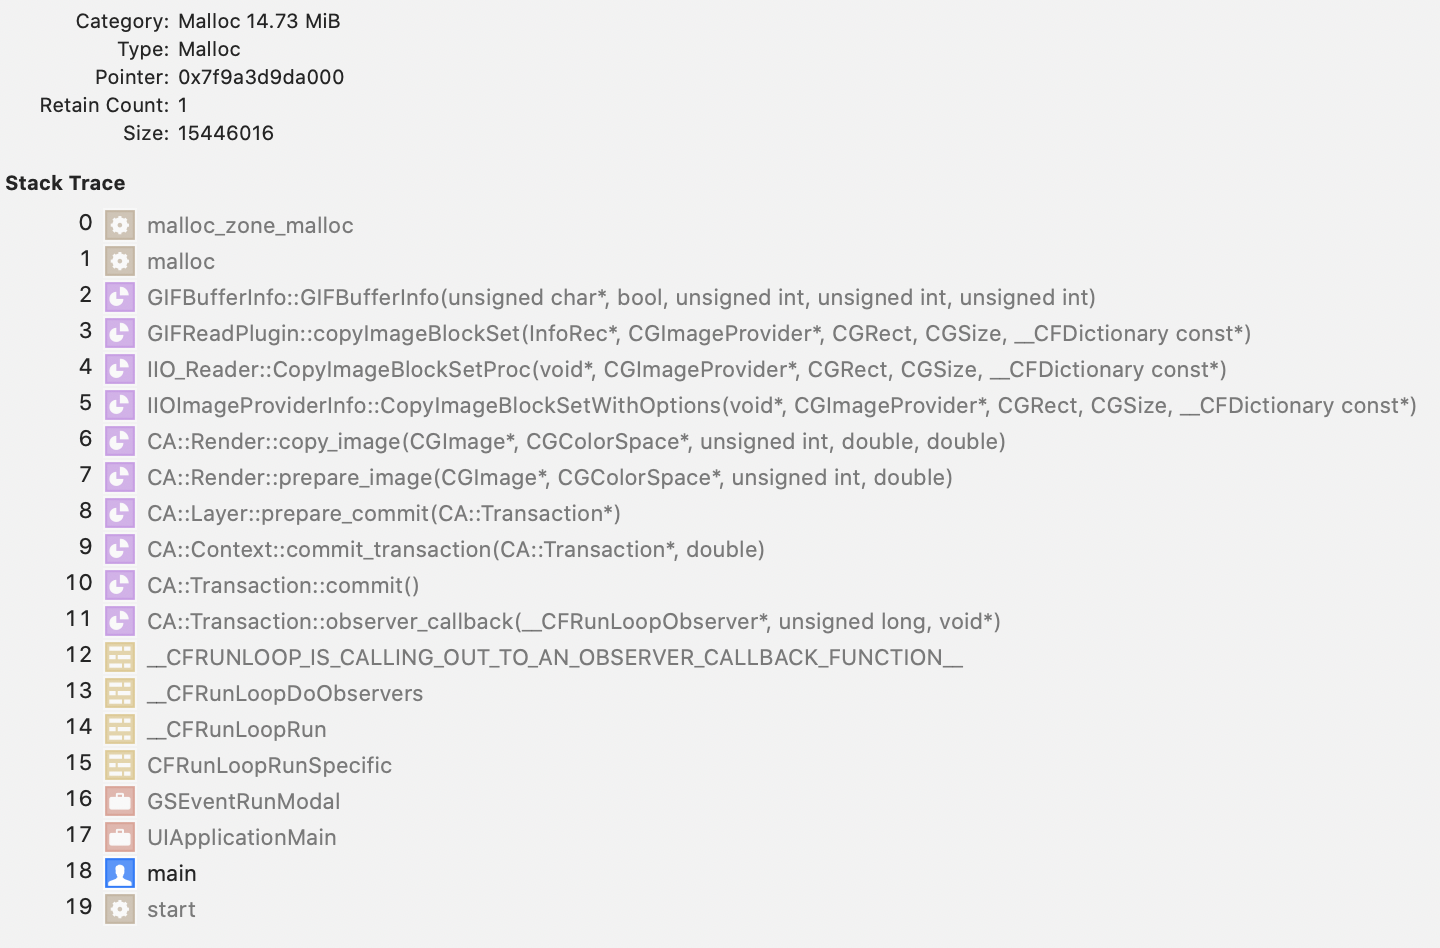 Category: Malloc 14.73 MiB
Type: Malloc
Pointer: 0x7f9a3d9da000
Retain Count: 1
Size: 15446016
Stack Trace
0 malloc_zone_malloc
1 malloc
2 GIFBufferInfo::GIFBufferInfo(unsigned char*, bool, unsigned int, unsigned int, unsigned int)
3 GIFReadPlugin::copyImageBlockSet(InfoRec*, CGImageProvider*, CGRect, CGSize, __CFDictionary const*)
4 IIO_Reader::CopyImageBlockSetProc(void*, CGImageProvider*, CGRect, CGSize, __CFDictionary const*)
5 IIOImageProviderInfo::CopyImageBlockSetWithOptions(void*, CGImageProvider*, CGRect, CGSize, __CFDictionary const*)
6 CA::Render::copy_image(CGImage*, CGColorSpace*, unsigned int, double, double)
7 CA::Render::prepare_image(CGImage*, CGColorSpace*, unsigned int, double)
8 CA::Layer::prepare_commit(CA::Transaction*)
9 CA::Context::commit_transaction(CA::Transaction*, double)
10 CA::Transaction::commit()
11 CA::Transaction::observer_callback(__CFRunLoopObserver*, unsigned long, void*)
12 __CFRUNLOOP_IS_CALLING_OUT_TO_AN_OBSERVER_CALLBACK_FUNCTION__
13 __CFRunLoopDoObservers
14 __CFRunLoopRun
15 CFRunLoopRunSpecific
16 GSEventRunModal
17 UIApplicationMain
18 main
19 start